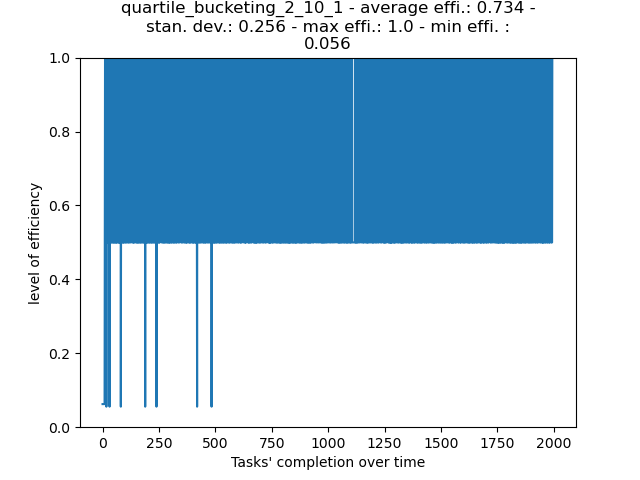 quartile_bucketing_2_10_1 - average effi.: 0.734 -
stan. dev.: 0.256 - max effi.: 1.0 - min effi. :
0.056
1.0
0.8
0.6
0.4
0.2
0.0
level of efficiency
0 250 500 750 1000 1250 1500 1750 2000
Tasks' completion over time